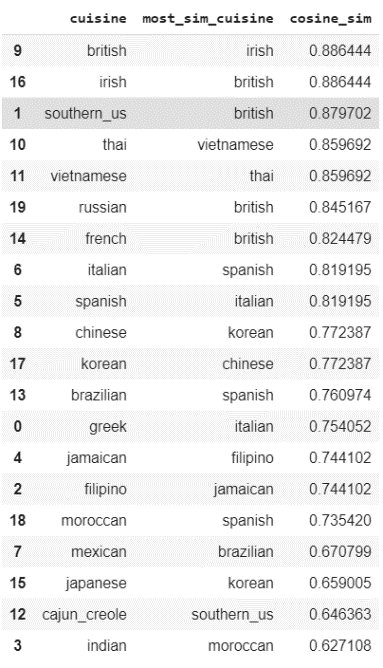 cuisine most_sim_cuisine cosine_sim
9 british irish 0.886444
16 irish british 0.886444
1 southern_us british 0.879702
10 thai vietnamese 0.859692
11 vietnamese thai 0.859692
19 russian british 0.845167
14 french british 0.824479
6 italian spanish 0.819195
5 spanish italian 0.819195
8 chinese korean 0.772387
17 korean chinese 0.772387
13 brazilian spanish 0.760974
0 greek italian 0.754052
4 jamaican filipino 0.744102
2 filipino jamaican 0.744102
18 moroccan spanish 0.735420
7 mexican brazilian 0.670799
15 japanese korean 0.659005
12 cajun_creole southern_us 0.646363
3 indian moroccan 0.627108